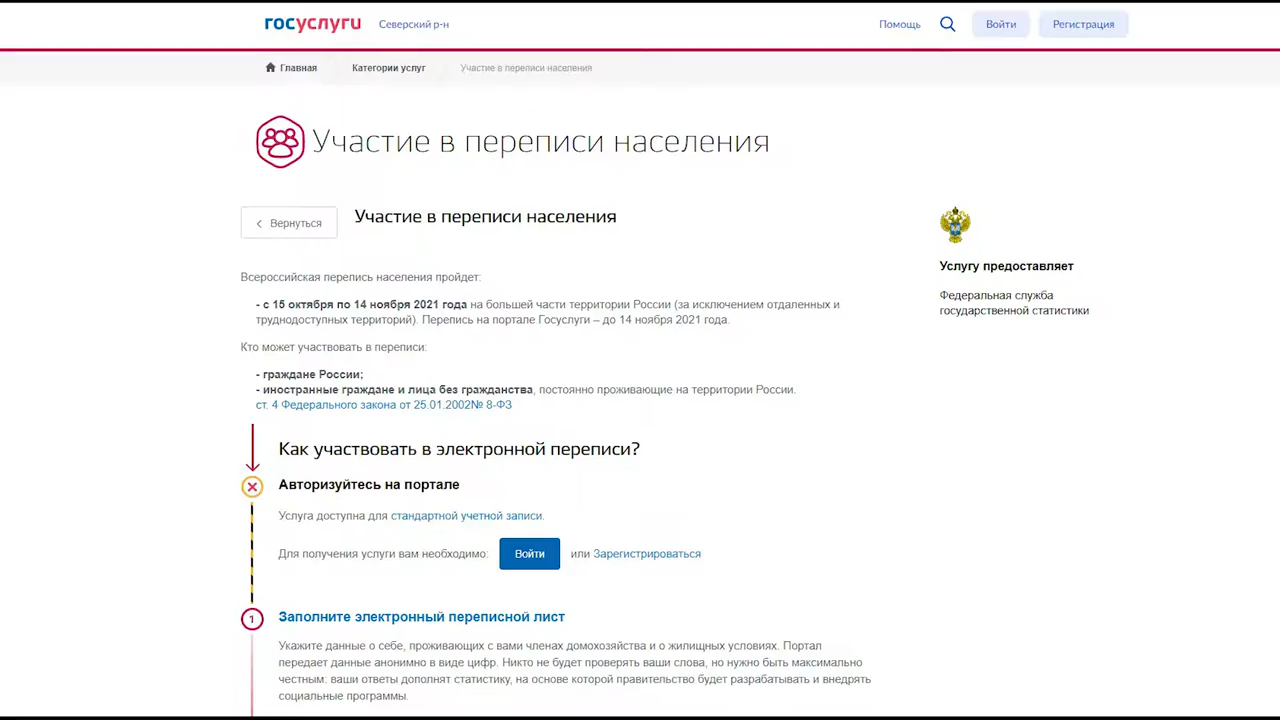 госуслуги Северский р-н Помощь Войти Регистрация
Главная Категории услуг Участие в переписи населения
Участие в переписи населения
Вернуться
Участие в переписи населения
Всероссийская перепись населения пройдет:
- с 15 октября по 14 ноября 2021 года на большей части территории России (за исключением отдаленных и
труднодоступных территорий). Перепись на портале Госуслуги – до 14 ноября 2021 года.
Кто может участвовать в переписи:
- граждане России;
- иностранные граждане и лица без гражданства, постоянно проживающие на территории России.
ст. 4 Федерального закона от 25.01.2002№ 8-ФЗ
Услугу предоставляет
Федеральная служба
государственной статистики
Как участвовать в электронной переписи?
Авторизуйтесь на портале
Услуга доступна для стандартной учетной записи.
Для получения услуги вам необходимо: Войти или Зарегистрироваться
1 Заполните электронный переписной лист
Укажите данные о себе, проживающих с вами членах домохозяйства и о жилищных условиях. Портал
передает данные анонимно в виде цифр. Никто не будет проверять ваши слова, но нужно быть максимально
честным: ваши ответы дополнят статистику, на основе которой правительство будет разрабатывать и внедрять
социальные программы.